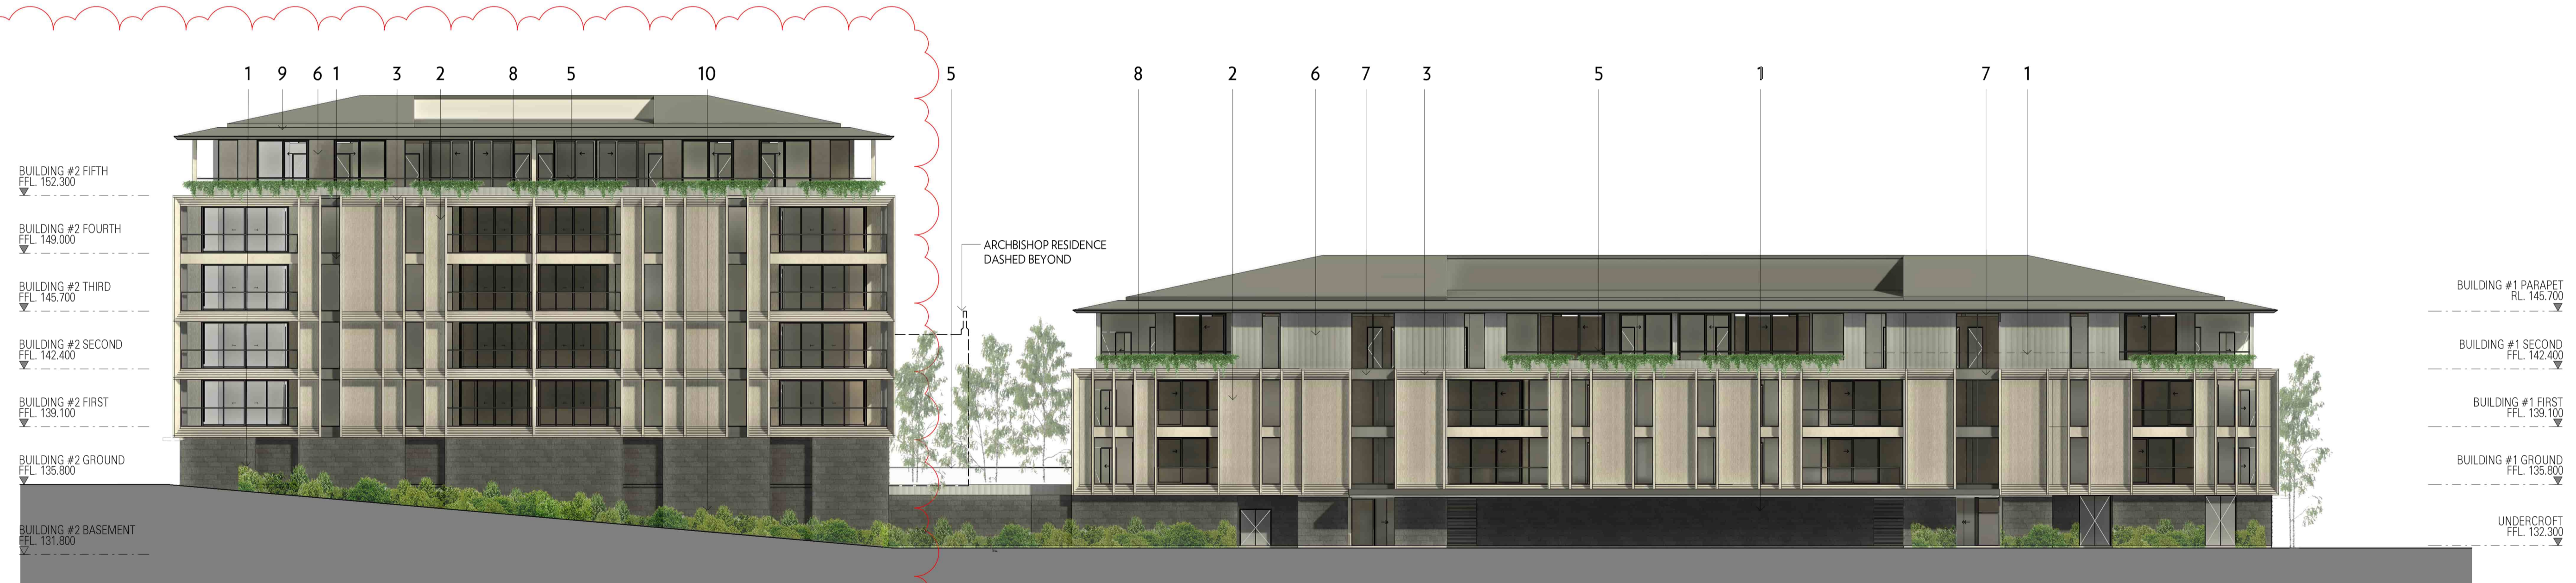 1 9 6 1 3 2 8 5 10 5 8 2 6 7 3 5 1 7 1
BUILDING #2 FIFTH
FFL. 152.300
BUILDING #2 FOURTH
FFL. 149.000
BUILDING #2 THIRD
FFL. 145.700
BUILDING #2 SECOND
FFL. 142.400
BUILDING #2 FIRST
FFL. 139.100
BUILDING #2 GROUND
FFL. 135.800
BUILDING #2 BASEMENT
FFL. 131.800
ARCHBISHOP RESIDENCE
DASHED BEYOND
BUILDING #1 PARAPET
RL. 145.700
BUILDING #1 SECOND
FFL. 142.400
BUILDING #1 FIRST
FFL. 139.100
BUILDING #1 GROUND
FFL. 135.800
UNDERCROFT
FFL. 132.300